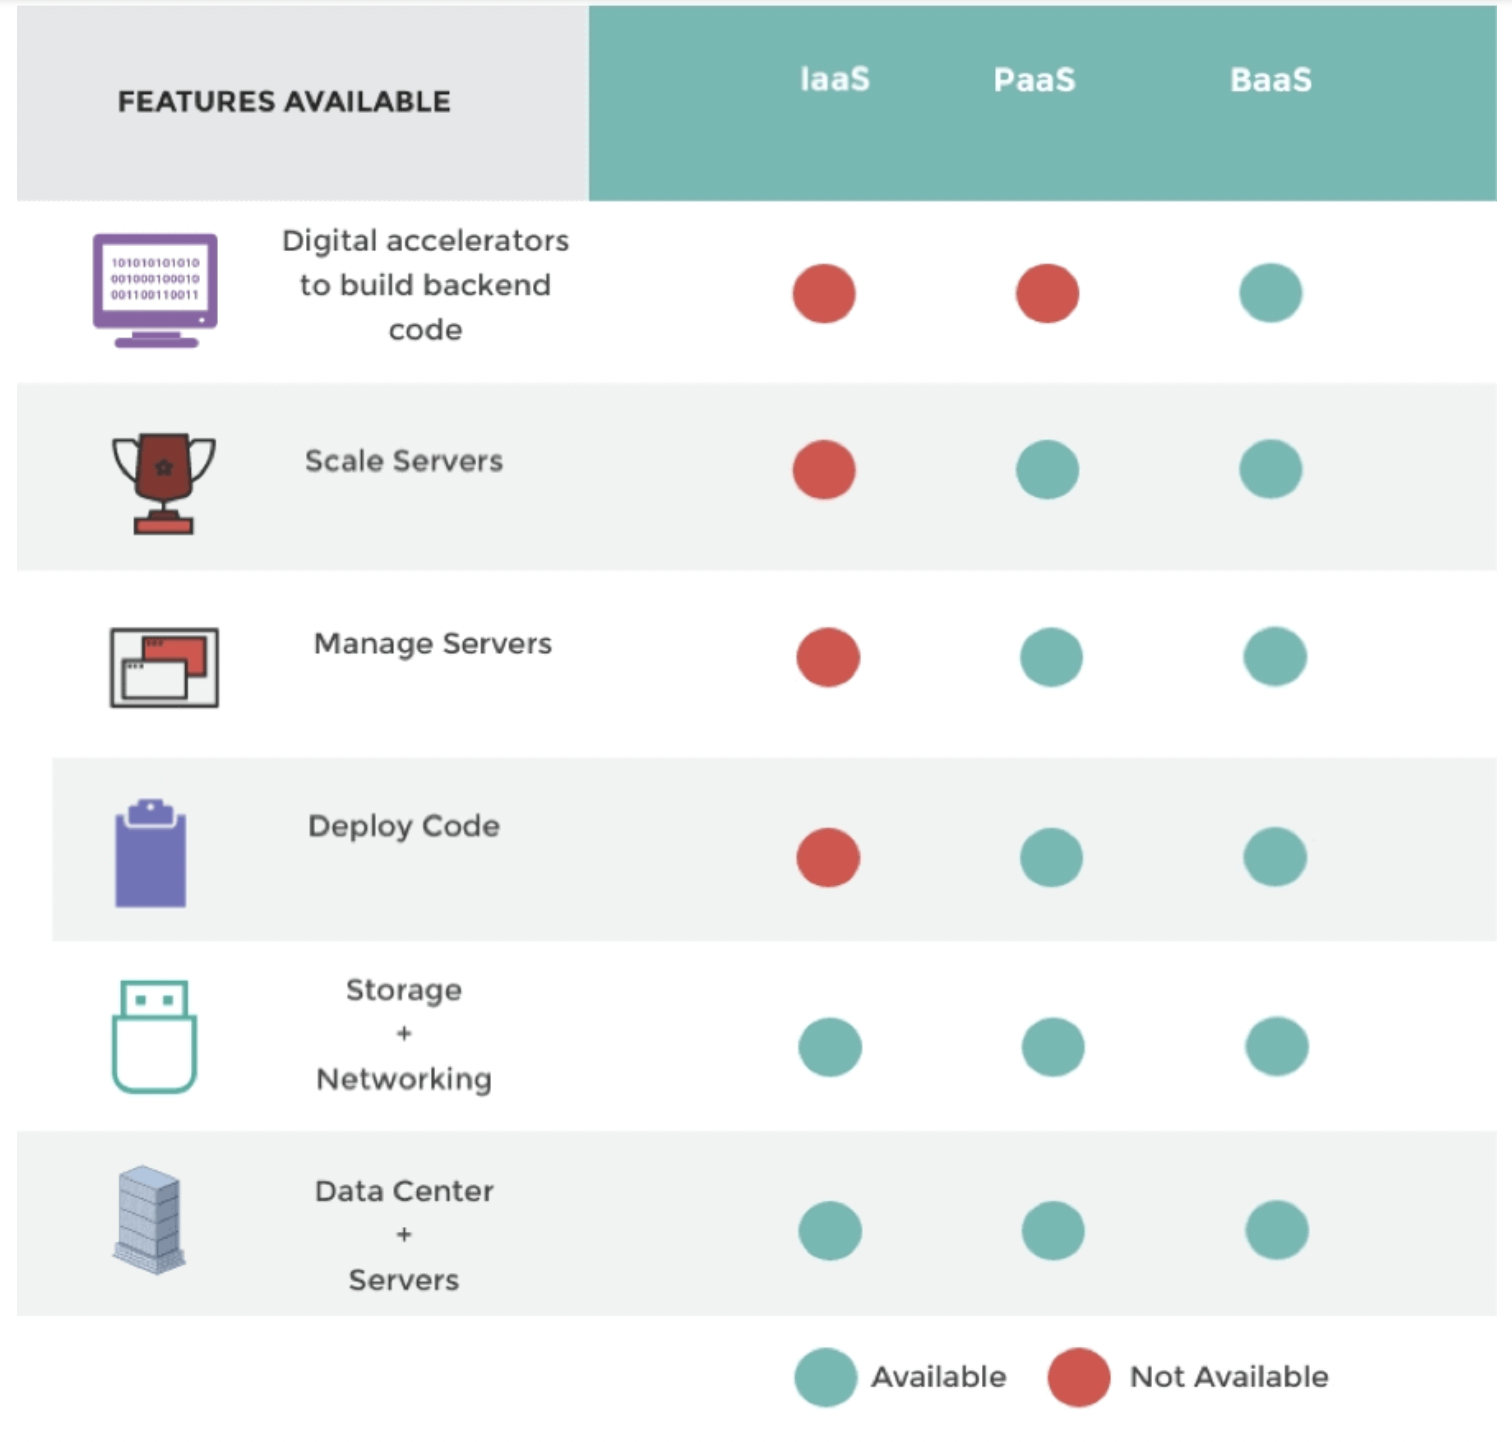 FEATURES AVAILABLE
IaaS PaaS BaaS
101010101010
001000100010
001100110011
Digital accelerators
to build backend
code
Scale Servers
Manage Servers
Deploy Code
Storage
+
Networking
Data Center
+
Servers
Available Not Available